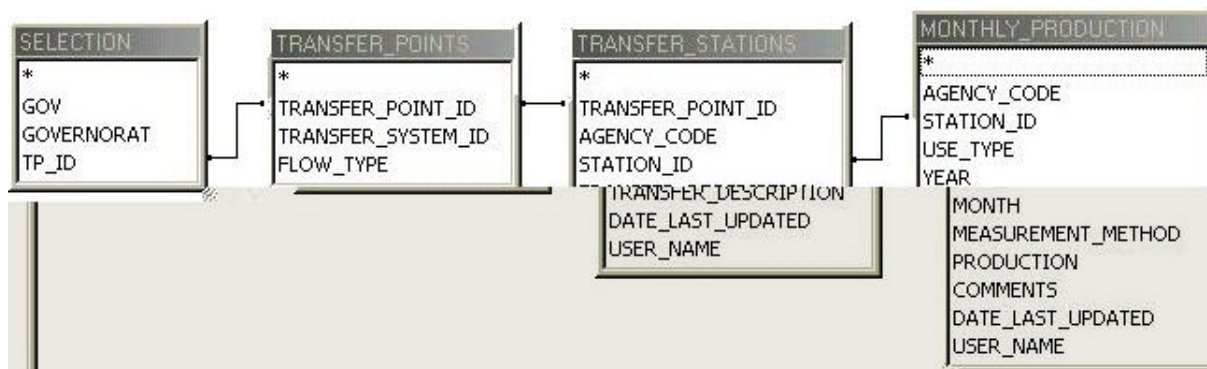 SELECTION
*
GOV
GOVERNORAT
TP_ID
TRANSFER_POINTS
*
TRANSFER_POINT_ID
TRANSFER_SYSTEM_ID
FLOW_TYPE
TRANSFER_STATIONS
*
TRANSFER_POINT_ID
AGENCY_CODE
STATION_ID
TRANSFER_DESCRIPTION
DATE_LAST_UPDATED
USER_NAME
MONTHLY_PRODUCTION
*
AGENCY_CODE
STATION_ID
USE_TYPE
YEAR
MONTH
MEASUREMENT_METHOD
PRODUCTION
COMMENTS
DATE_LAST_UPDATED
USER_NAME